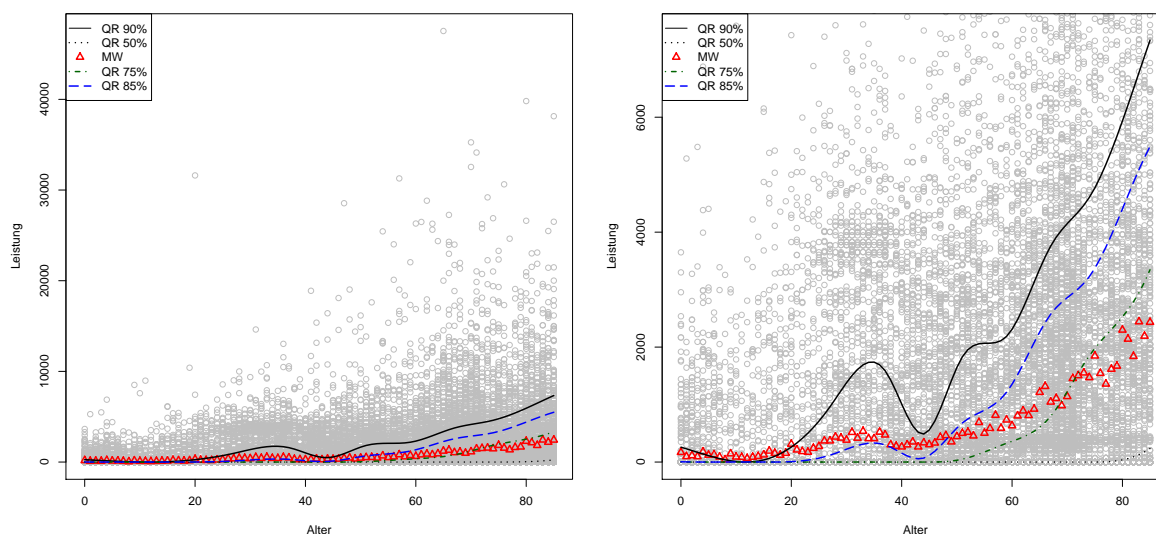 QR 90%
QR 50%
MW
QR 75%
QR 85%
Leistung
40000
30000
20000
10000
0
0 20 40 60 80
Alter
QR 90%
QR 50%
MW
QR 75%
QR 85%
Leistung
6000
4000
2000
0
0 20 40 60 80
Alter